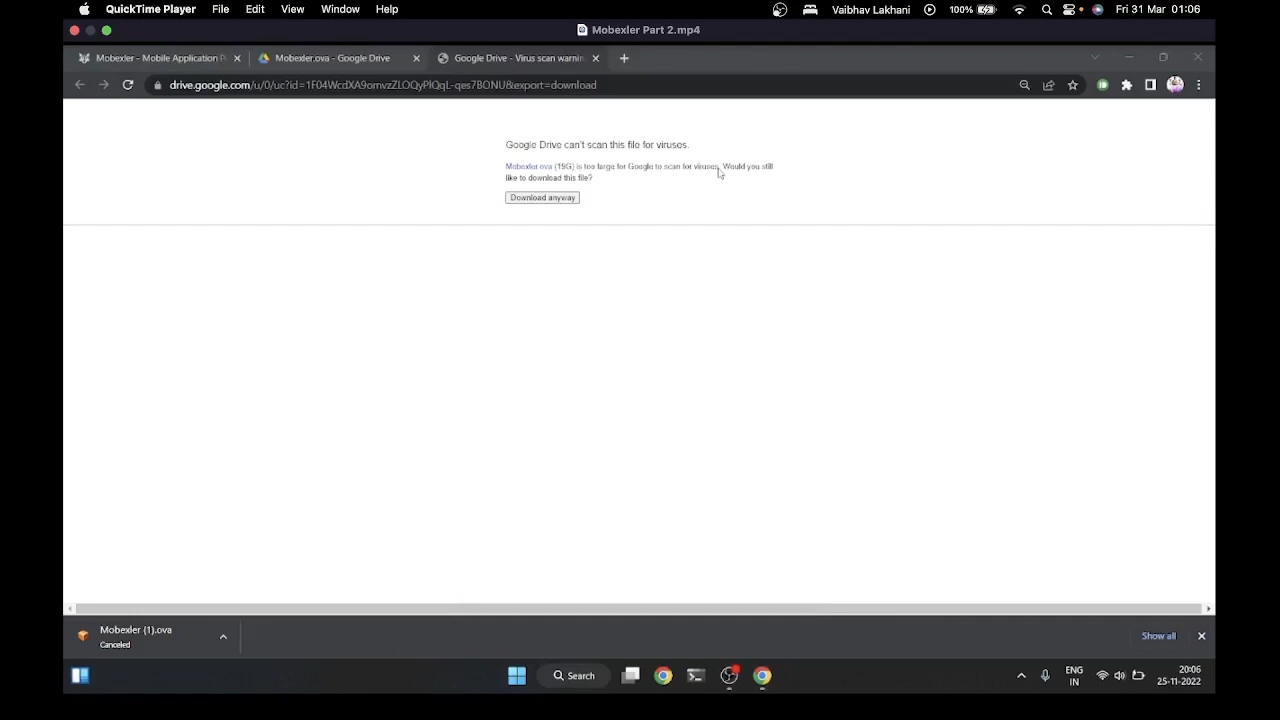 QuickTime Player File Edit View Window Help Vaibhav Lakhani 100% Fri 31 Mar 01:06
Mobexler Part 2.mp4
Mobexler - Mobile Application P Mobexler.ova - Google Drive Google Drive - Virus scan warnin
drive.google.com/u/0/uc?id=1F04WcdXA9omvzZLOQyPlQqL-qes7BONU&export=download
Google Drive can't scan this file for viruses.
Mobexler.ova (19G) is too large for Google to scan for viruses. Would you still
like to download this file?
Download anyway
Mobexler (1).ova
Canceled
Show all
Search
ENG
IN
20:06
25-11-2022